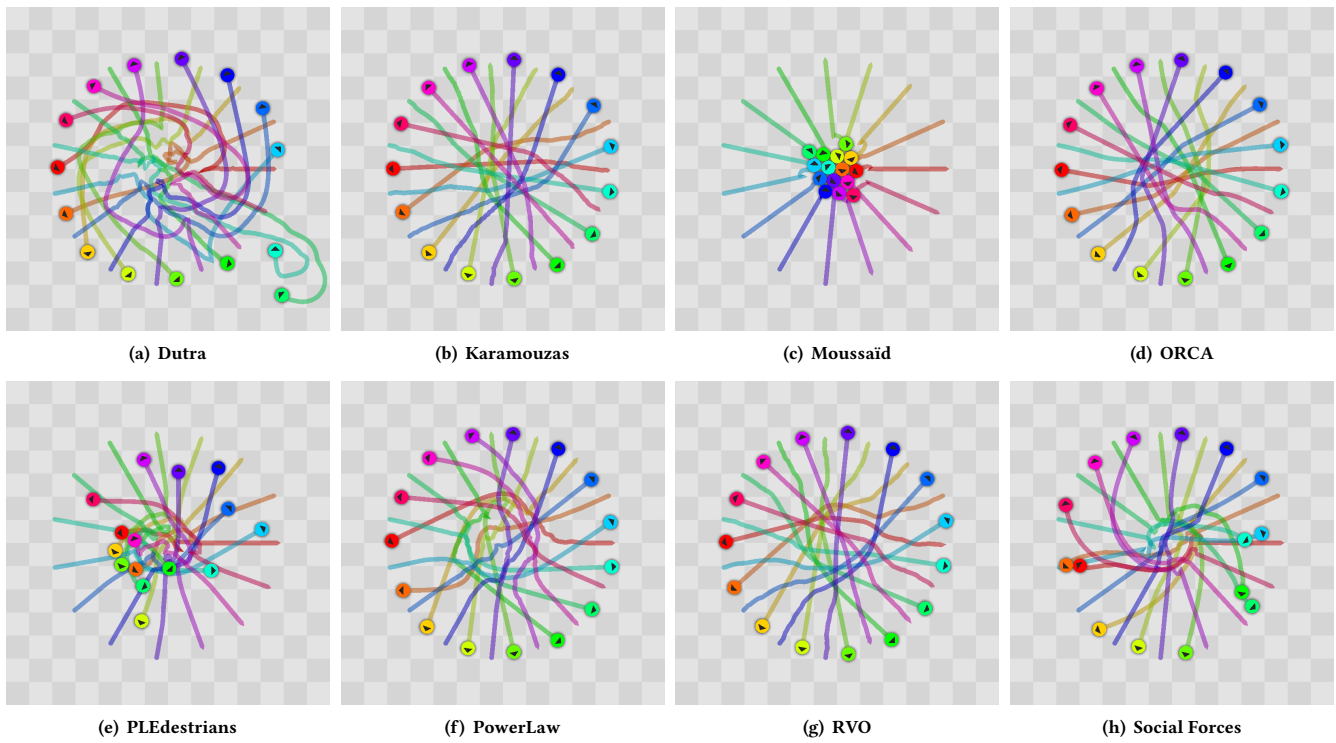 (a) Dutra
(b) Karamouzas
(c) Moussaïd
(d) ORCA
(e) PLEdestrians
(f) PowerLaw
(g) RVO
(h) Social Forces